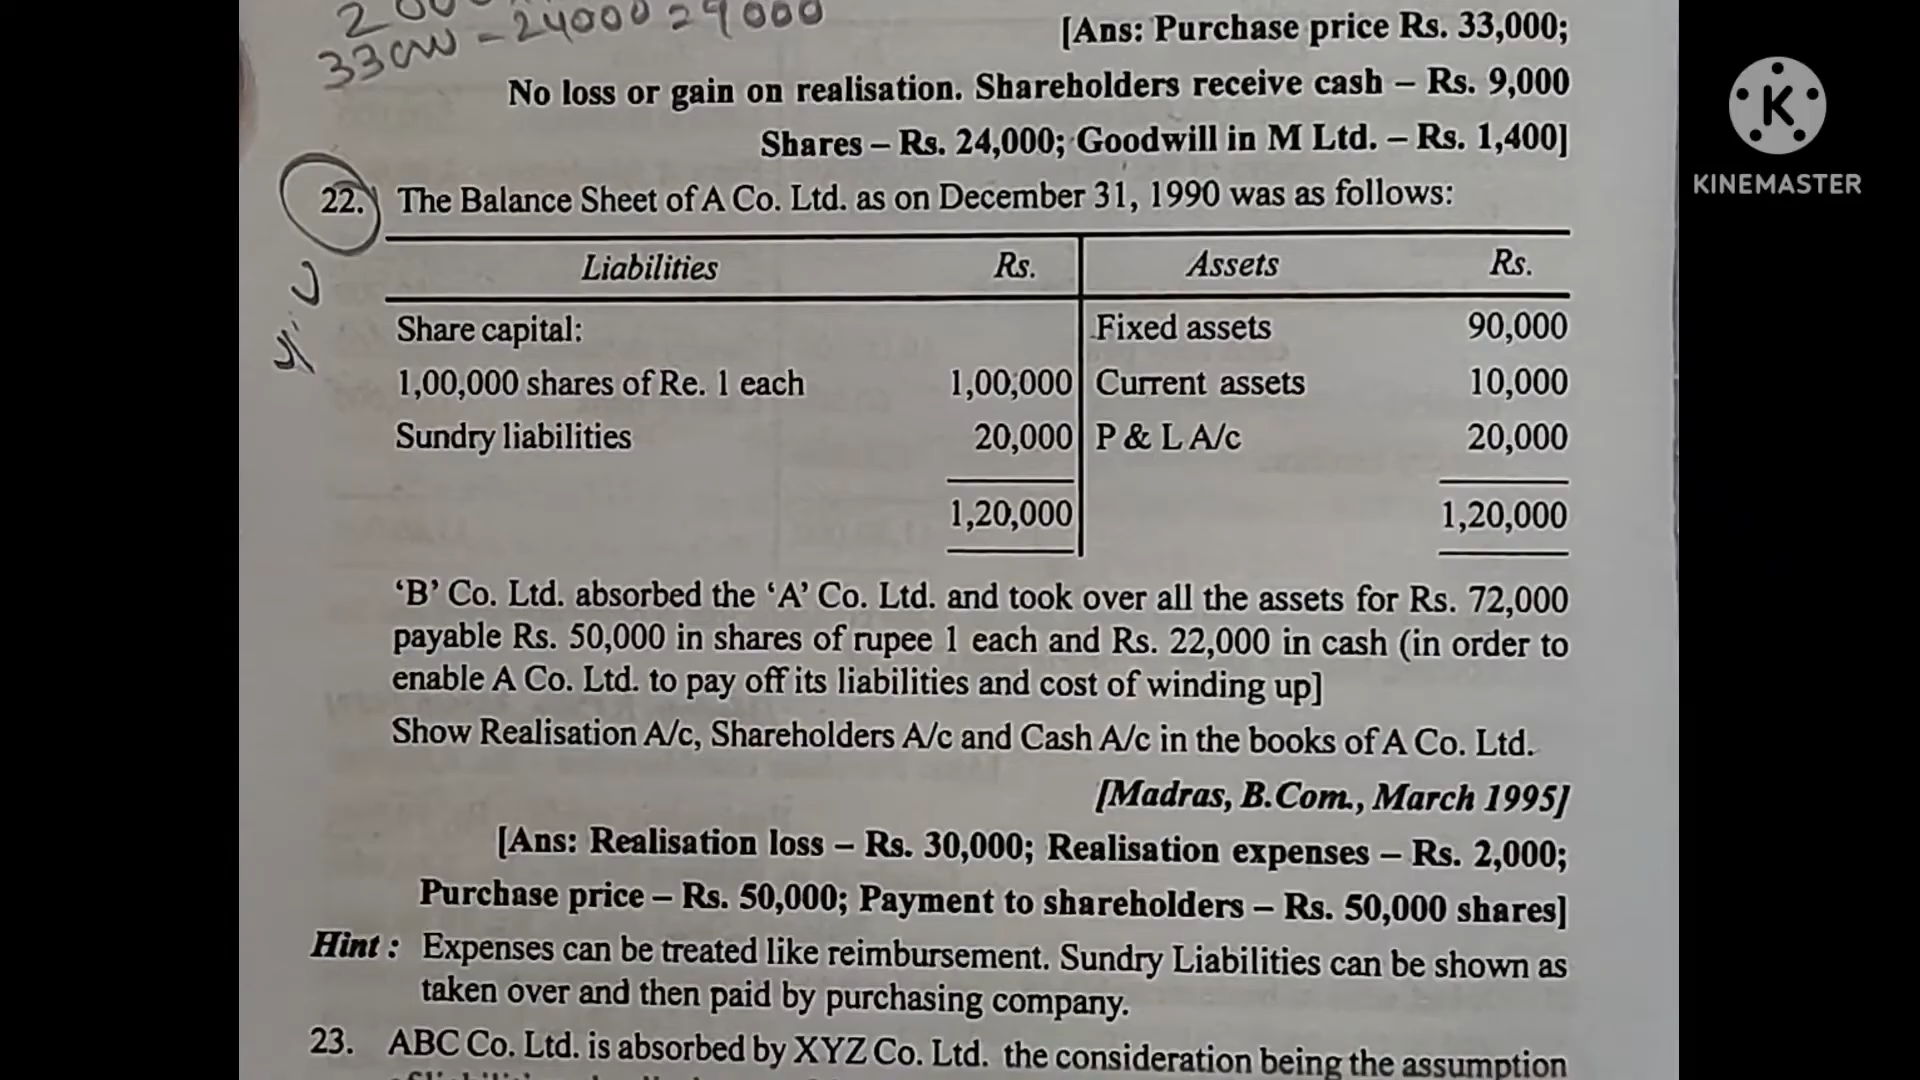 33000 - 24000 = 9000
[Ans: Purchase price Rs. 33,000;
No loss or gain on realisation. Shareholders receive cash – Rs. 9,000
Shares – Rs. 24,000; Goodwill in M Ltd. – Rs. 1,400]
K
KINEMASTER
22. The Balance Sheet of A Co. Ltd. as on December 31, 1990 was as follows:
Liabilities Rs. Assets Rs.
Share capital: Fixed assets 90,000
1,00,000 shares of Re. 1 each 1,00,000 Current assets 10,000
Sundry liabilities 20,000 P & L A/c 20,000
1,20,000 1,20,000
‘B’ Co. Ltd. absorbed the ‘A’ Co. Ltd. and took over all the assets for Rs. 72,000
payable Rs. 50,000 in shares of rupee 1 each and Rs. 22,000 in cash (in order to
enable A Co. Ltd. to pay off its liabilities and cost of winding up]
Show Realisation A/c, Shareholders A/c and Cash A/c in the books of A Co. Ltd.
[Madras, B.Com., March 1995]
[Ans: Realisation loss – Rs. 30,000; Realisation expenses – Rs. 2,000;
Purchase price – Rs. 50,000; Payment to shareholders – Rs. 50,000 shares]
Hint : Expenses can be treated like reimbursement. Sundry Liabilities can be shown as
taken over and then paid by purchasing company.
23. ABC Co. Ltd. is absorbed by XYZ Co. Ltd. the consideration being the assumption